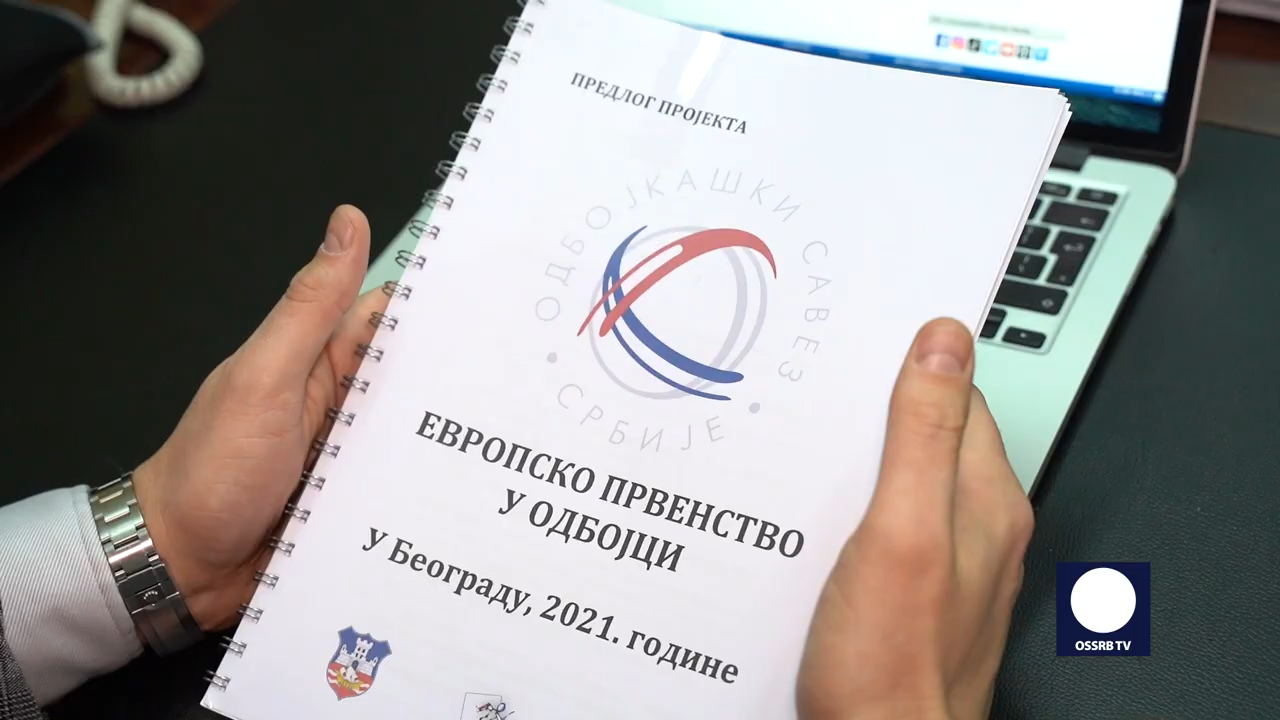 ПРЕДЛОГ ПРОЈЕКТА
ОДБОЈКАШКИ САВЕЗ
СРБИЈЕ
ЕВРОПСКО ПРВЕНСТВО
У ОДБОЈЦИ
У Београду, 2021. године
OSSRB TV